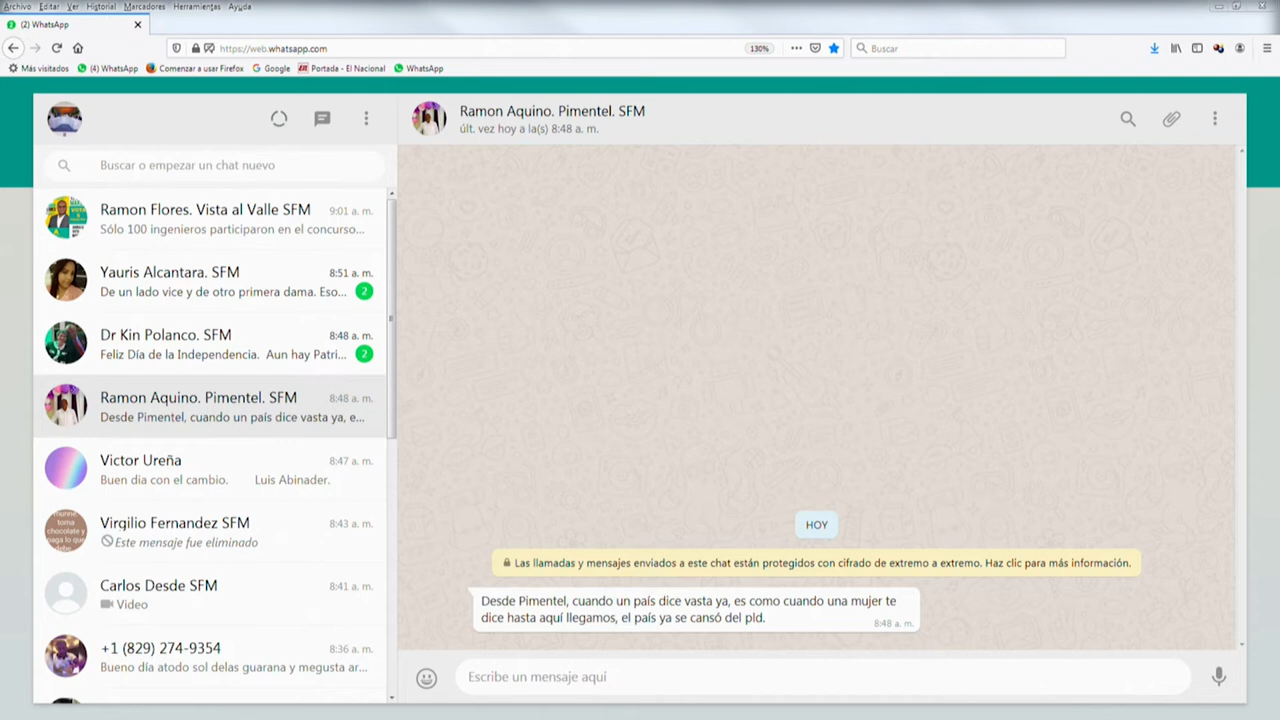 Archivo Editar Ver Historial Marcadores Herramientas Ayuda
(2) WhatsApp
https://web.whatsapp.com
130%
Buscar
Más visitados
(4) WhatsApp
Comenzar a usar Firefox
Google
Portada - El Nacional
WhatsApp
Buscar o empezar un chat nuevo
Ramon Flores. Vista al Valle SFM 9:01 a. m.
Sólo 100 ingenieros participaron en el concurso...
Yauris Alcantara. SFM 8:51 a. m.
De un lado vice y de otro primera dama. Eso... 2
Dr Kin Polanco. SFM 8:48 a. m.
Feliz Día de la Independencia. Aun hay Patri... 2
Ramon Aquino. Pimentel. SFM 8:48 a. m.
Desde Pimentel, cuando un país dice vasta ya, e...
Victor Ureña 8:47 a. m.
Buen dia con el cambio. Luis Abinader.
toma
chocolate y
paga lo que
debe
Virgilio Fernandez SFM 8:43 a. m.
Este mensaje fue eliminado
Carlos Desde SFM 8:41 a. m.
Video
+1 (829) 274-9354 8:36 a. m.
Bueno día atodo sol delas guarana y megusta ar...
Ramon Aquino. Pimentel. SFM
últ. vez hoy a la(s) 8:48 a. m.
HOY
Las llamadas y mensajes enviados a este chat están protegidos con cifrado de extremo a extremo. Haz clic para más información.
Desde Pimentel, cuando un país dice vasta ya, es como cuando una mujer te
dice hasta aquí llegamos, el país ya se cansó del pld.
8:48 a. m.
Escribe un mensaje aquí